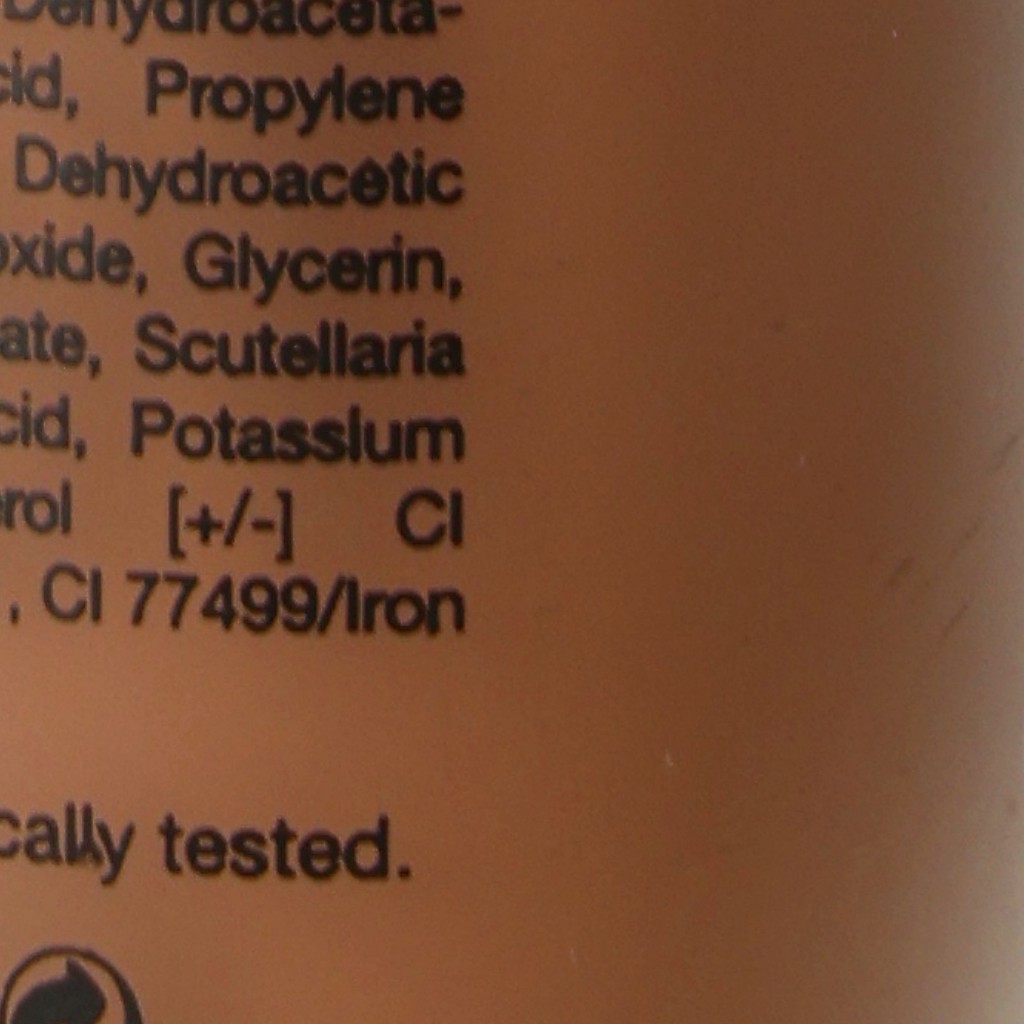 Dehydroaceta-
cid, Propylene
Dehydroacetic
oxide, Glycerin,
ate, Scutellaria
cid, Potassium
rol [+/-] CI
, CI 77499/Iron
cally tested.